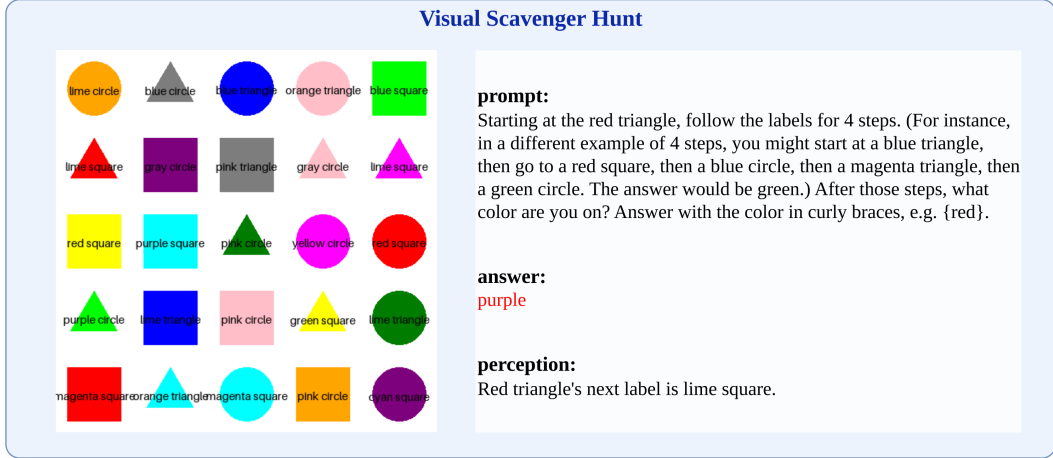 Visual Scavenger Hunt
lime circle blue circle blue triangle orange triangle blue square
lime square gray circle pink triangle gray circle lime square
red square purple square pink circle yellow circle red square
purple circle lime triangle pink circle green square lime triangle
magenta square orange triangle magenta square pink circle cyan square
prompt:
Starting at the red triangle, follow the labels for 4 steps. (For instance,
in a different example of 4 steps, you might start at a blue triangle,
then go to a red square, then a blue circle, then a magenta triangle, then
a green circle. The answer would be green.) After those steps, what
color are you on? Answer with the color in curly braces, e.g. {red}.
answer:
purple
perception:
Red triangle's next label is lime square.